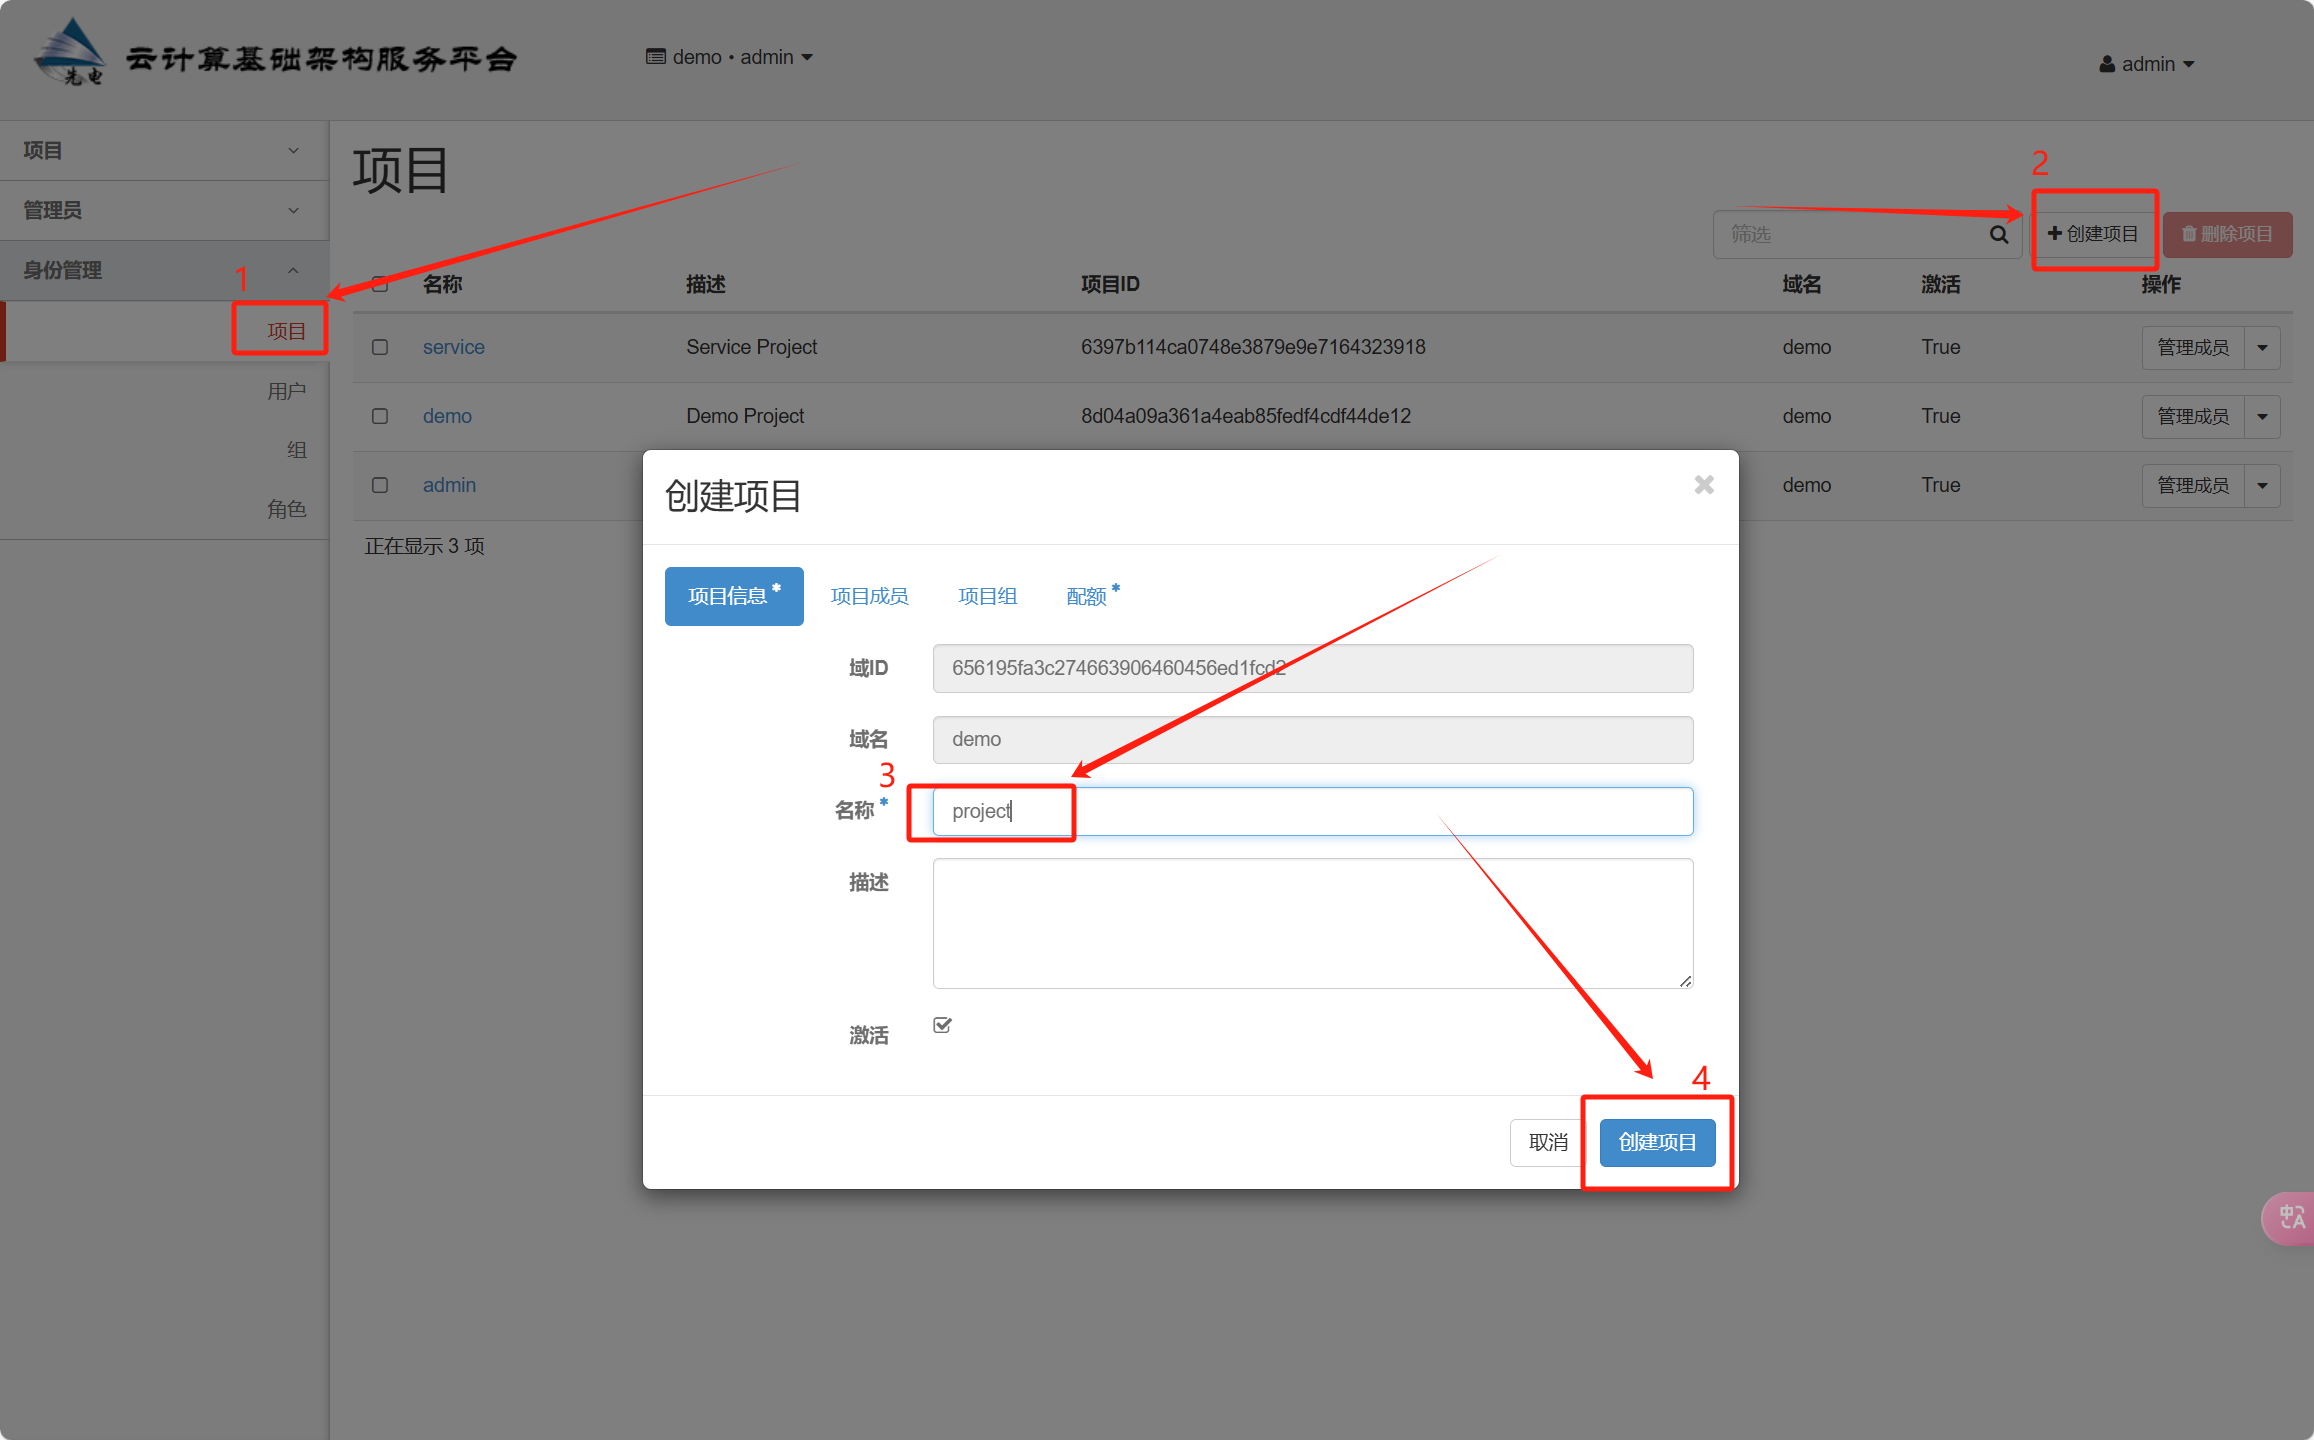 先电 云计算基础架构服务平台
demo • admin
admin
项目
管理员
身份管理
1
项目
用户
组
角色
项目
2
筛选
创建项目
删除项目
名称 描述 项目ID 域名 激活 操作
service Service Project 6397b114ca0748e3879e9e7164323918 demo True 管理成员
demo Demo Project 8d04a09a361a4eab85fedf4cdf44de12 demo True 管理成员
admin demo True 管理成员
正在显示 3 项
创建项目
项目信息 * 项目成员 项目组 配额 *
域ID 656195fa3c274663906460456ed1fcd2
域名 demo
3
名称 * project
描述
激活
4
取消 创建项目
中A